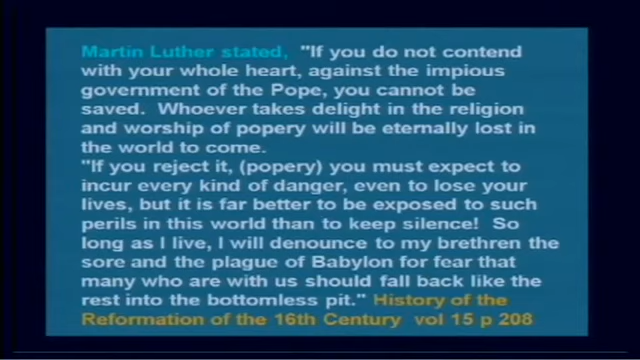 Martin Luther stated, "If you do not contend
with your whole heart, against the impious
government of the Pope, you cannot be
saved. Whoever takes delight in the religion
and worship of popery will be eternally lost in
the world to come.
"If you reject it, (popery) you must expect to
incur every kind of danger, even to lose your
lives, but it is far better to be exposed to such
perils in this world than to keep silence! So
long as I live, I will denounce to my brethren the
sore and the plague of Babylon for fear that
many who are with us should fall back like the
rest into the bottomless pit." History of the
Reformation of the 16th Century vol 15 p 208